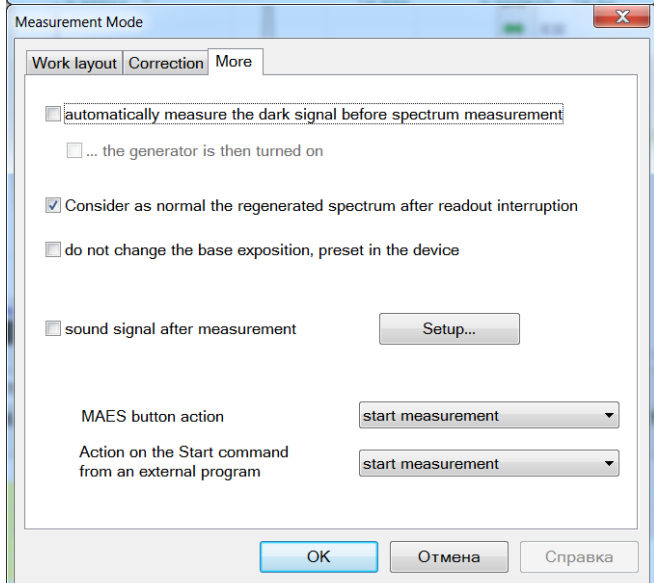 Measurement Mode
Work layout Correction More
automatically measure the dark signal before spectrum measurement
... the generator is then turned on
Consider as normal the regenerated spectrum after readout interruption
do not change the base exposition, preset in the device
sound signal after measurement Setup...
MAES button action start measurement
Action on the Start command
from an external program start measurement
OK Отмена Справка